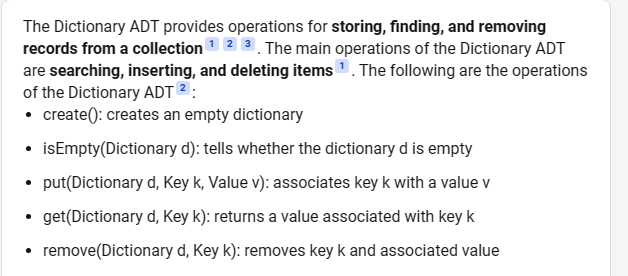 The Dictionary ADT provides operations for storing, finding, and removing
records from a collection 1 2 3 . The main operations of the Dictionary ADT
are searching, inserting, and deleting items 1 . The following are the operations
of the Dictionary ADT 2 :
• create(): creates an empty dictionary
• isEmpty(Dictionary d): tells whether the dictionary d is empty
• put(Dictionary d, Key k, Value v): associates key k with a value v
• get(Dictionary d, Key k): returns a value associated with key k
• remove(Dictionary d, Key k): removes key k and associated value